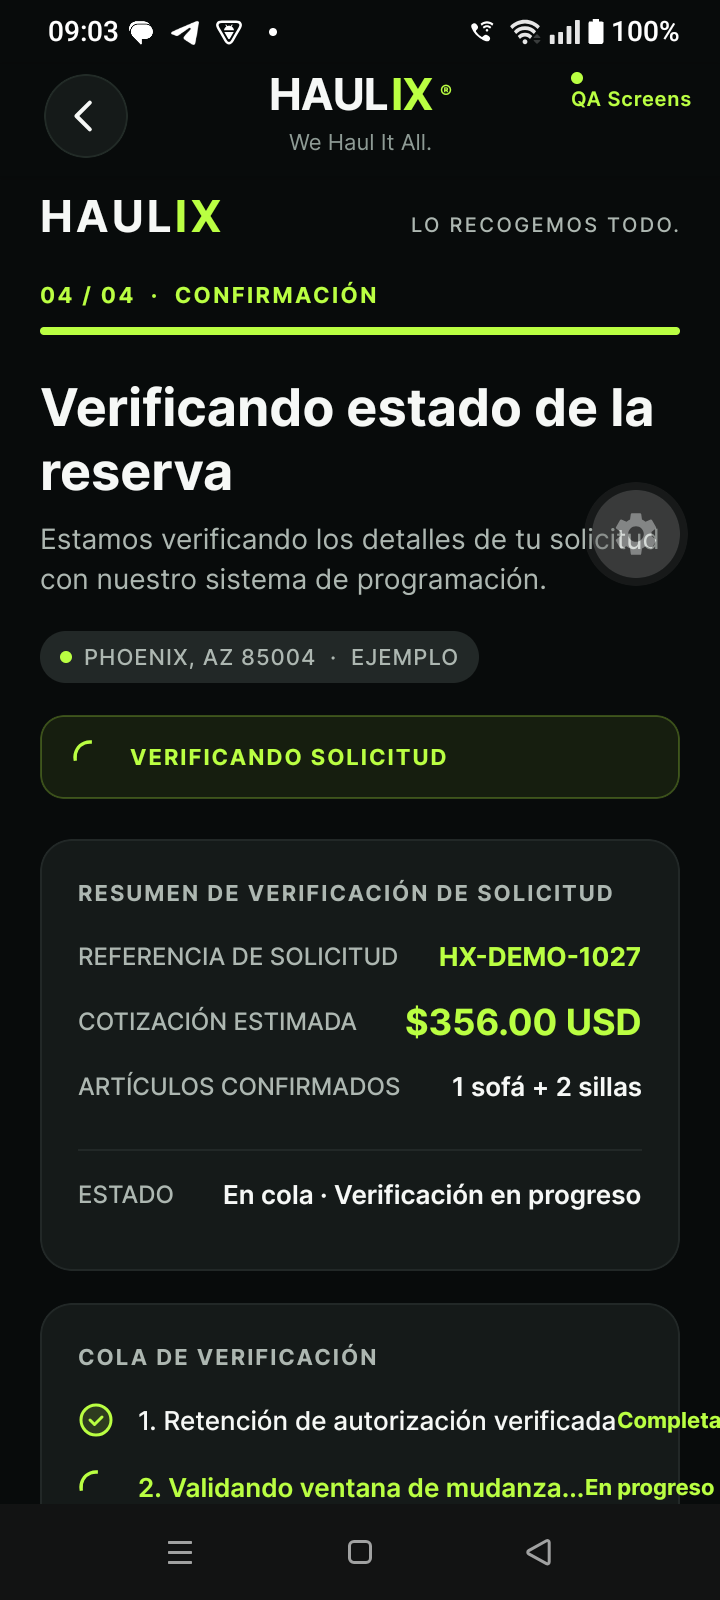 09:03
100%
HAULIX ®
QA Screens
We Haul It All.
HAULIX
LO RECOGEMOS TODO.
04 / 04 · CONFIRMACIÓN
Verificando estado de la
reserva
Estamos verificando los detalles de tu solicitud
con nuestro sistema de programación.
PHOENIX, AZ 85004 · EJEMPLO
VERIFICANDO SOLICITUD
RESUMEN DE VERIFICACIÓN DE SOLICITUD
REFERENCIA DE SOLICITUD HX-DEMO-1027
COTIZACIÓN ESTIMADA $356.00 USD
ARTÍCULOS CONFIRMADOS 1 sofá + 2 sillas
ESTADO En cola · Verificación en progreso
COLA DE VERIFICACIÓN
1. Retención de autorización verificada Completa
2. Validando ventana de mudanza... En progreso